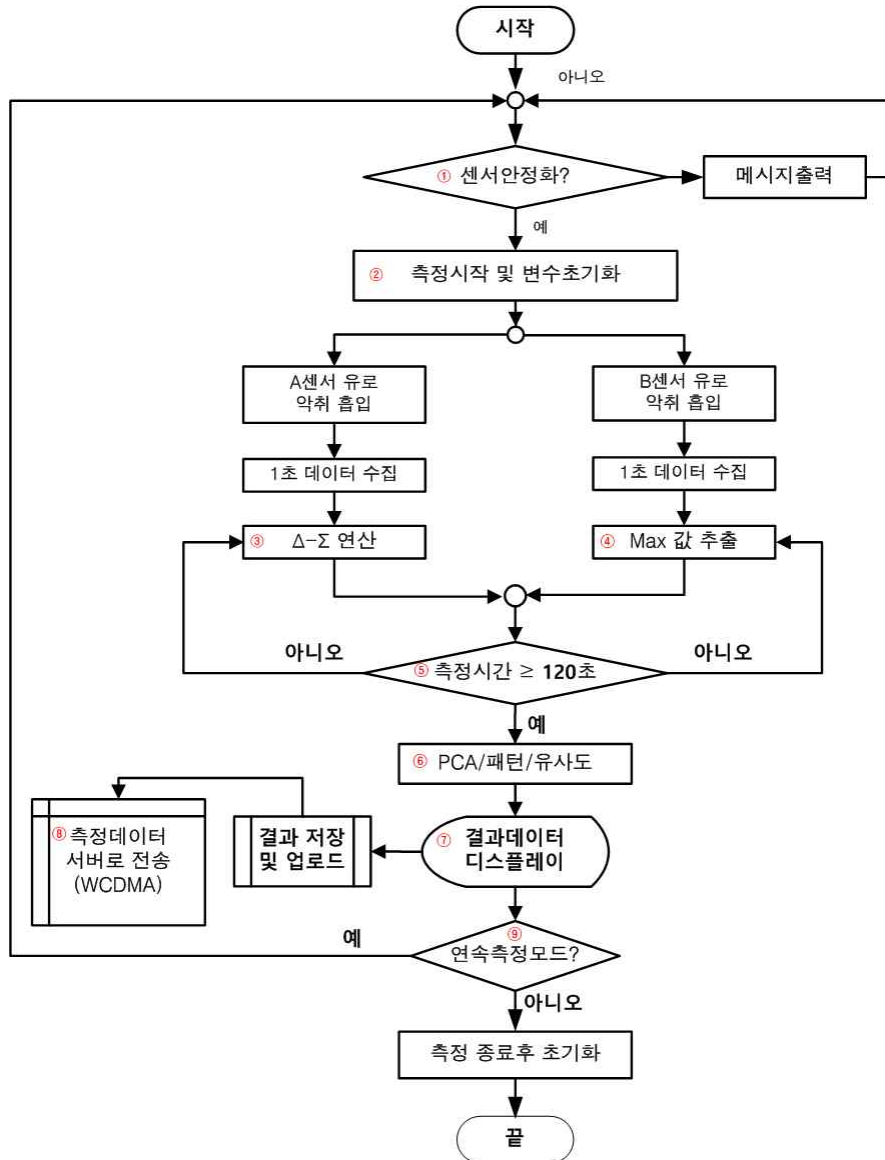 시작
아니오
① 센서안정화?
메시지출력
예
② 측정시작 및 변수초기화
A센서 유로
악취 흡입
B센서 유로
악취 흡입
1초 데이터 수집
1초 데이터 수집
③ Δ-Σ 연산
④ Max 값 추출
아니오
아니오
⑤ 측정시간 ≥ 120초
예
⑥ PCA/패턴/유사도
⑧ 측정데이터
서버로 전송
(WCDMA)
결과 저장
및 업로드
⑦ 결과데이터
디스플레이
예
⑨
연속측정모드?
아니오
측정 종료후 초기화
끝